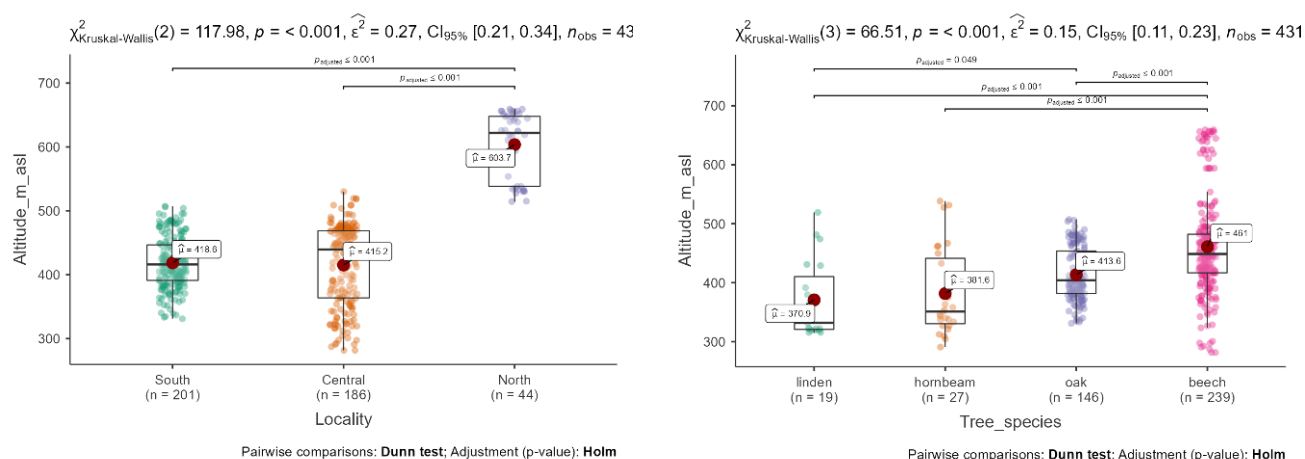 χ²Kruskal-Wallis(2) = 117.98, p = < 0.001, ε̂² = 0.27, CI95% [0.21, 0.34], nobs = 43
padjusted ≤ 0.001
padjusted ≤ 0.001
700
600
500
400
300
Altitude_m_asl
μ̂ = 418.6
μ̂ = 415.2
μ̂ = 603.7
South
(n = 201)
Central
(n = 186)
North
(n = 44)
Locality
Pairwise comparisons: Dunn test; Adjustment (p-value): Holm
χ²Kruskal-Wallis(3) = 66.51, p = < 0.001, ε̂² = 0.15, CI95% [0.11, 0.23], nobs = 431
padjusted = 0.049
padjusted ≤ 0.001
padjusted ≤ 0.001
padjusted ≤ 0.001
700
600
500
400
300
Altitude_m_asl
μ̂ = 370.9
μ̂ = 381.6
μ̂ = 413.6
μ̂ = 461
linden
(n = 19)
hornbeam
(n = 27)
oak
(n = 146)
beech
(n = 239)
Tree_species
Pairwise comparisons: Dunn test; Adjustment (p-value): Holm